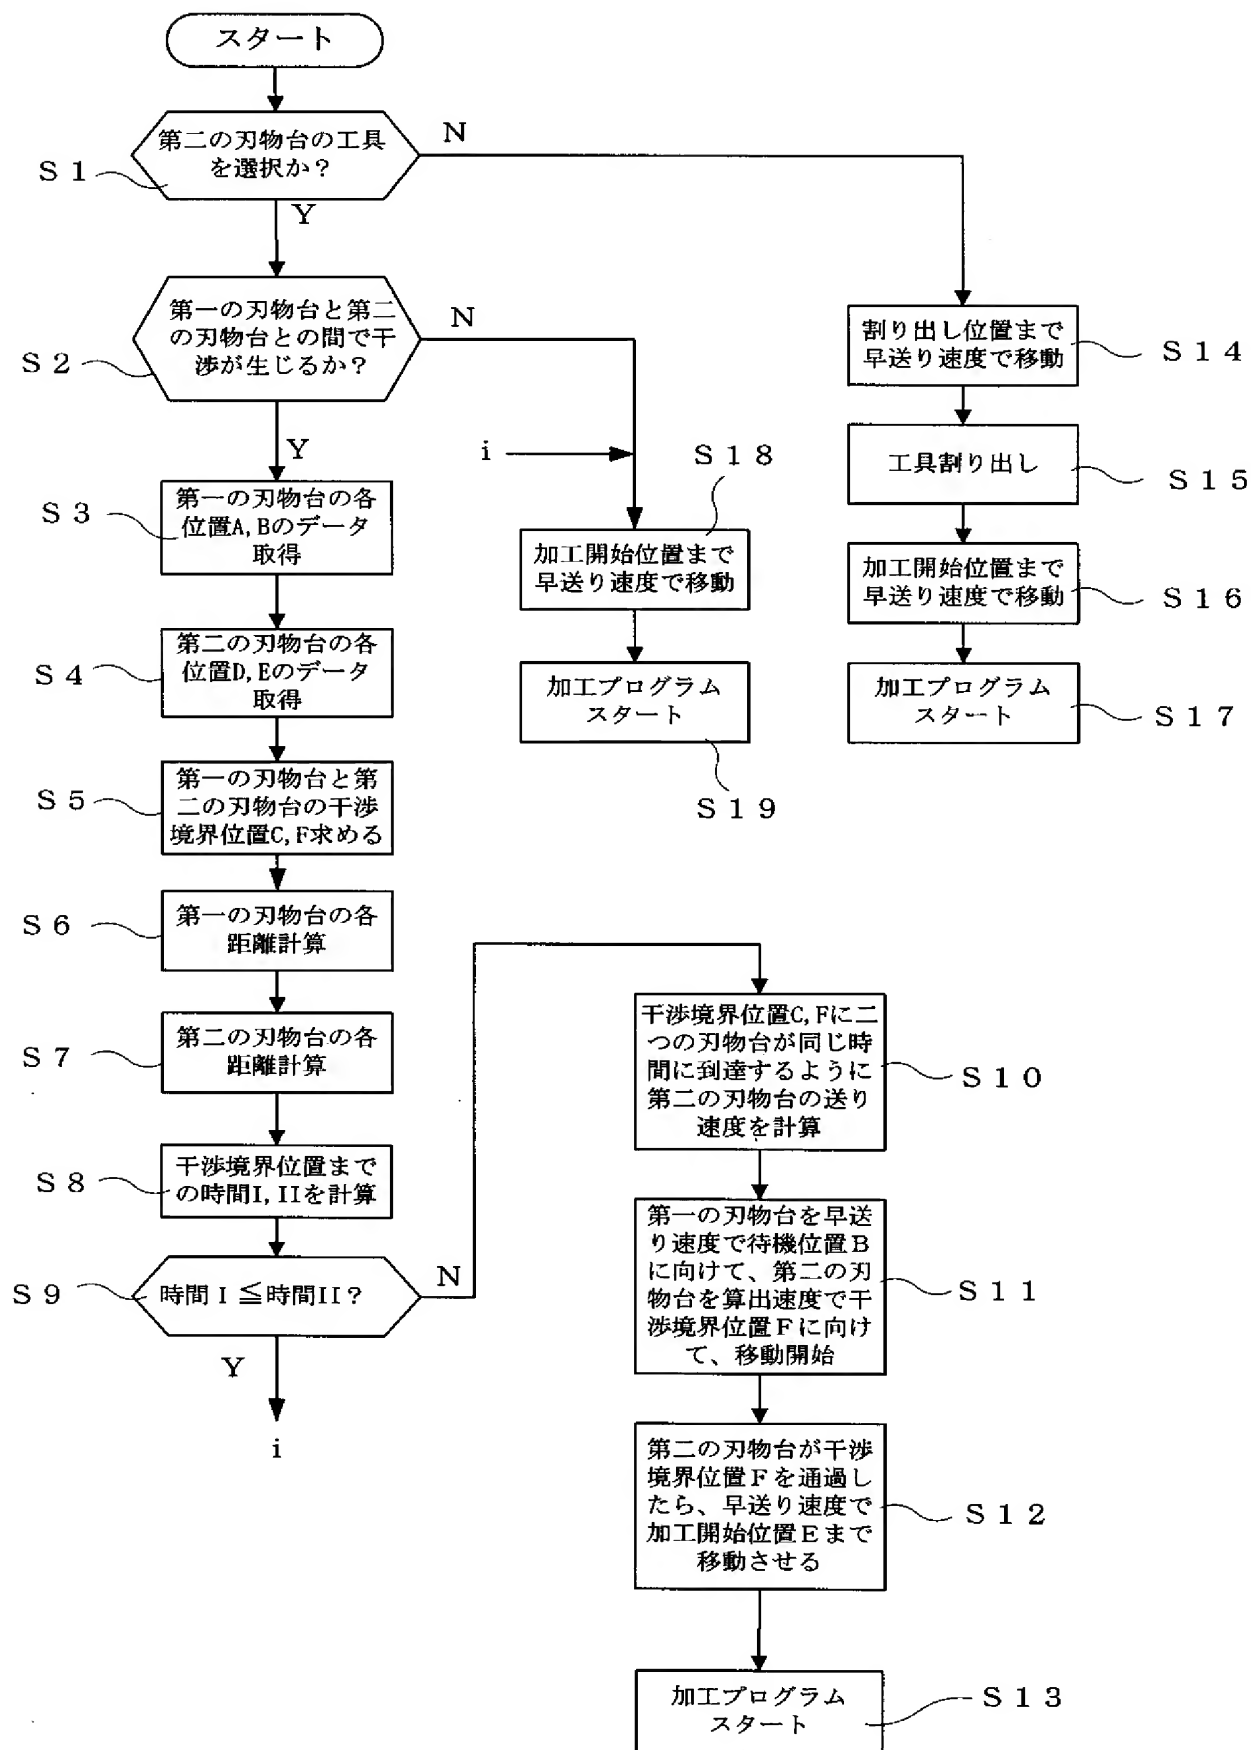 スタート
第二の刃物台の工具
を選択か？
N
S1
Y
第一の刃物台と第二
の刃物台との間で干
渉が生じるか？
N
S2
Y
i
第一の刃物台の各
位置A,Bのデータ
取得
S3
第二の刃物台の各
位置D,Eのデータ
取得
S4
第一の刃物台と第
二の刃物台の干渉
境界位置C,F求める
S5
第一の刃物台の各
距離計算
S6
第二の刃物台の各
距離計算
S7
干渉境界位置まで
の時間I,IIを計算
S8
時間I≦時間II？
N
S9
Y
i
干渉境界位置C,Fに二
つの刃物台が同じ時
間に到達するように
第二の刃物台の送り
速度を計算
S10
第一の刃物台を早送
り速度で待機位置B
に向けて、第二の刃
物台を算出速度で干
渉境界位置Fに向け
て、移動開始
S11
第二の刃物台が干渉
境界位置Fを通過し
たら、早送り速度で
加工開始位置Eまで
移動させる
S12
加工プログラム
スタート
S13
割り出し位置まで
早送り速度で移動
S14
工具割り出し
S15
加工開始位置まで
早送り速度で移動
S16
加工プログラム
スタート
S17
加工開始位置まで
早送り速度で移動
S18
加工プログラム
スタート
S19